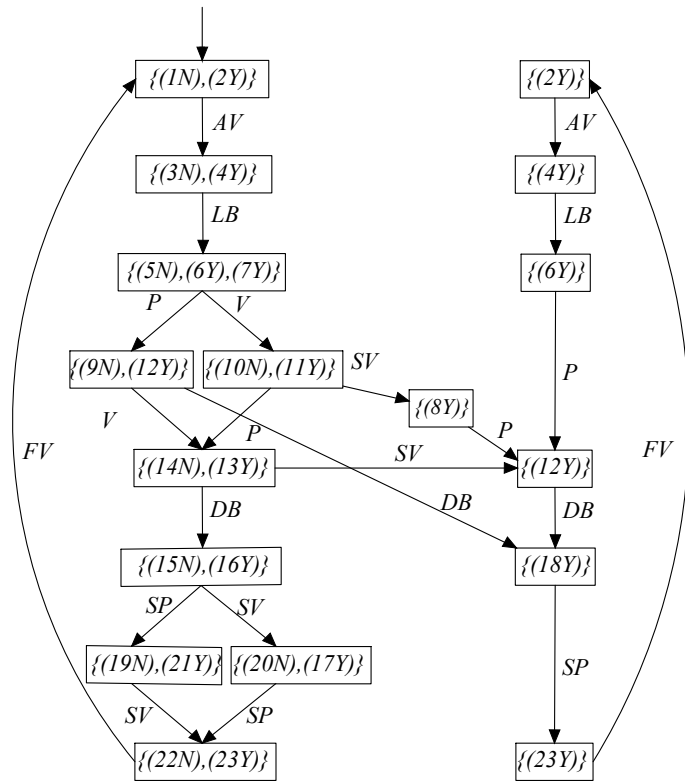 {(1N),(2Y)} {(2Y)}
AV AV
{(3N),(4Y)} {(4Y)}
LB LB
{(5N),(6Y),(7Y)} {(6Y)}
P V
{(9N),(12Y)} {(10N),(11Y)} SV P
{(8Y)}
V P P
FV SV FV
{(14N),(13Y)} {(12Y)}
DB DB DB
{(15N),(16Y)} {(18Y)}
SP SV
{(19N),(21Y)} {(20N),(17Y)} SP
SV SP
{(22N),(23Y)} {(23Y)}